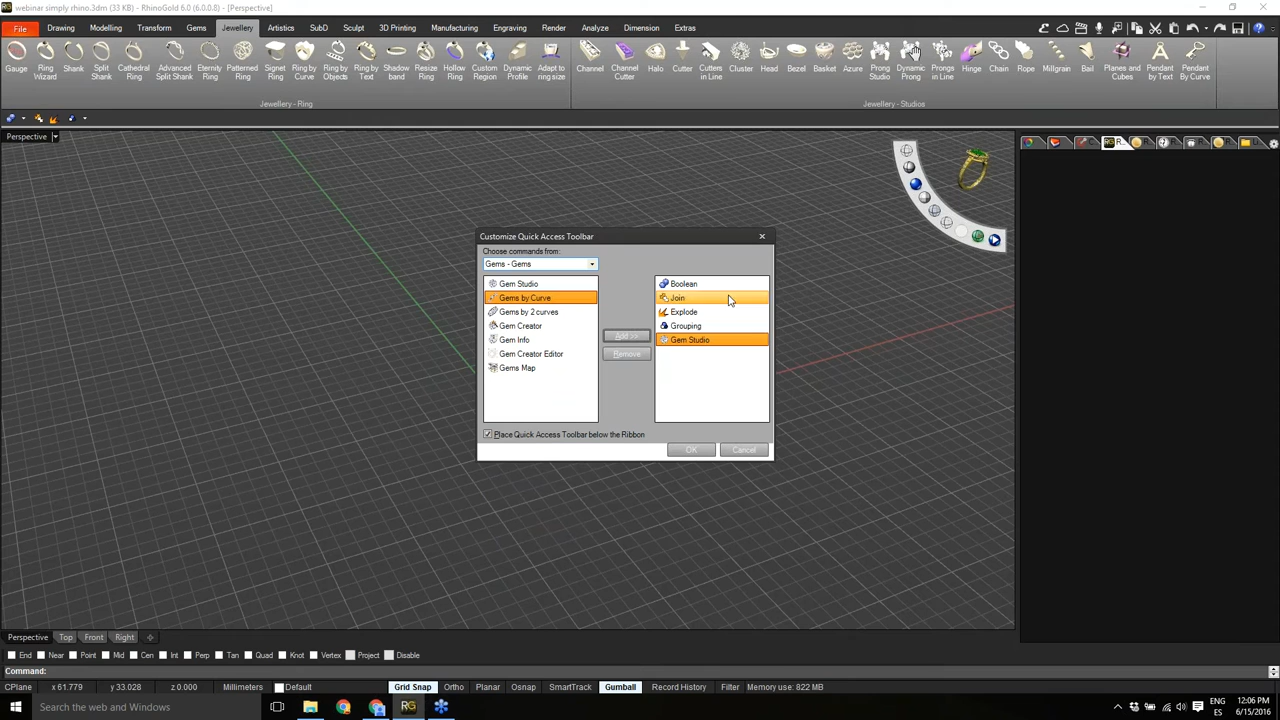 webinar simply rhino.3dm (33 KB) - RhinoGold 6.0 (6.0.0.8) - [Perspective]
File Drawing Modelling Transform Gems Jewellery Artistics SubD Sculpt 3D Printing Manufacturing Engraving Render Analyze Dimension Extras
Gauge Ring Wizard Shank Split Shank Cathedral Ring Advanced Split Shank Eternity Ring Patterned Ring Signet Ring Ring by Curve Ring by Objects Ring by Text Shadow band Resize Ring Hollow Ring Custom Region Dynamic Profile Adapt to ring size Channel Channel Cutter Halo Cutter Cutters in Line Cluster Head Bezel Basket Azure Prong Studio Dynamic Prong Prongs in Line Hinge Chain Rope Millgrain Bail Planes and Cubes Pendant by Text Pendant By Curve
Jewellery - Ring Jewellery - Studios
Perspective
Customize Quick Access Toolbar
Choose commands from:
Gems - Gems
Gem Studio
Gems by Curve
Gems by 2 curves
Gem Creator
Gem Info
Gem Creator Editor
Gems Map
Add >>
Remove
Boolean
Join
Explode
Grouping
Gem Studio
Place Quick Access Toolbar below the Ribbon
OK Cancel
Perspective Top Front Right
End Near Point Mid Cen Int Perp Tan Quad Knot Vertex Project Disable
Command:
CPlane x 61.779 y 33.028 z 0.000 Millimeters Default Grid Snap Ortho Planar Osnap SmartTrack Gumball Record History Filter Memory use: 822 MB
Search the web and Windows
ENG 12:06 PM
ES 6/15/2016